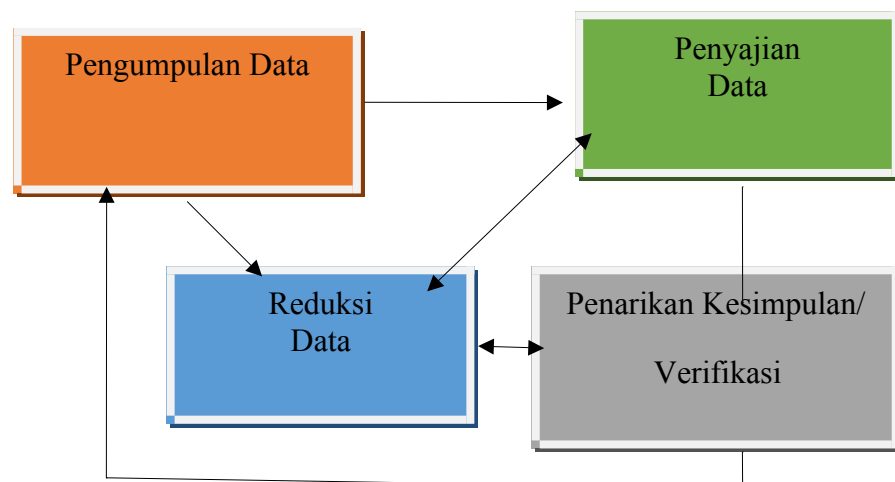 Pengumpulan Data
Penyajian
Data
Reduksi
Data
Penarikan Kesimpulan/
Verifikasi